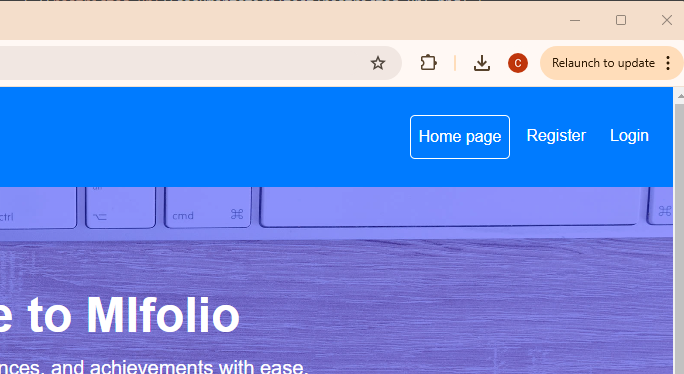 C
Relaunch to update
Home page
Register
Login
ctrl
cmd
e to MIfolio
nces, and achievements with ease.